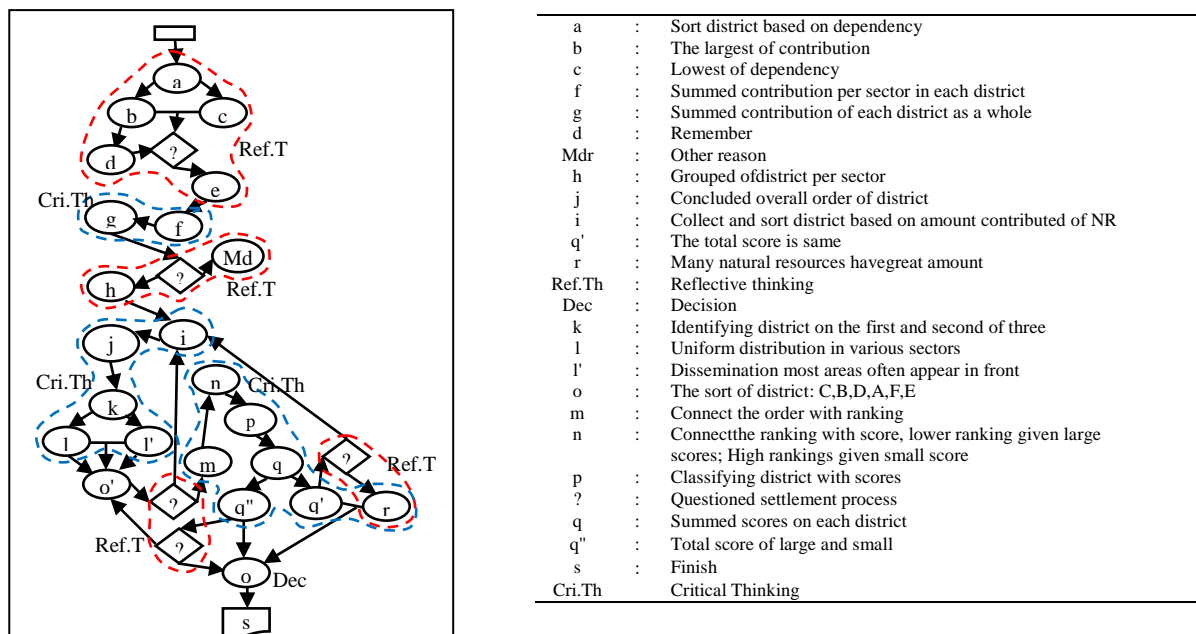 a
b
c
?
d
Ref.T
e
Cri.Th
g
f
Md
?
h
Ref.T
i
j
Cri.Th
n
Cri.Th
k
p
l
l'
m
q
?
Ref.T
o'
?
q''
q'
r
Ref.T
?
o
Dec
s
a : Sort district based on dependency
b : The largest of contribution
c : Lowest of dependency
f : Summed contribution per sector in each district
g : Summed contribution of each district as a whole
d : Remember
Mdr : Other reason
h : Grouped ofdistrict per sector
j : Concluded overall order of district
i : Collect and sort district based on amount contributed of NR
q' : The total score is same
r : Many natural resources havegreat amount
Ref.Th : Reflective thinking
Dec : Decision
k : Identifying district on the first and second of three
l : Uniform distribution in various sectors
l' : Dissemination most areas often appear in front
o : The sort of district: C,B,D,A,F,E
m : Connect the order with ranking
n : Connectthe ranking with score, lower ranking given large
scores; High rankings given small score
p : Classifying district with scores
? : Questioned settlement process
q : Summed scores on each district
q" : Total score of large and small
s : Finish
Cri.Th Critical Thinking